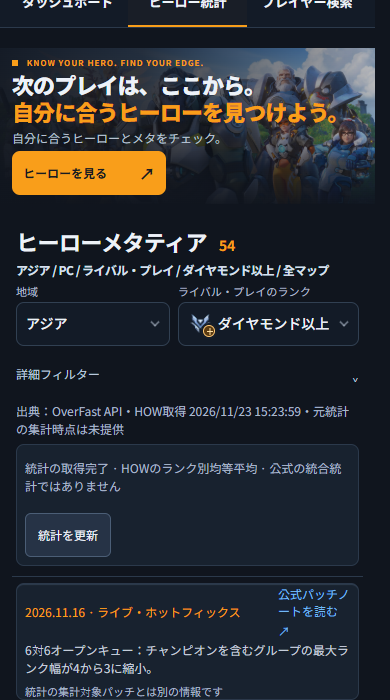 ダッシュボード ヒーロー統計 プレイヤー検索
KNOW YOUR HERO. FIND YOUR EDGE.
次のプレイは、ここから。
自分に合うヒーローを見つけよう。
自分に合うヒーローとメタをチェック。
ヒーローを見る ↗
ヒーローメタティア 54
アジア / PC / ライバル・プレイ / ダイヤモンド以上 / 全マップ
地域 ライバル・プレイのランク
アジア ダイヤモンド以上
詳細フィルター
出典：OverFast API・HOW取得 2026/11/23 15:23:59・元統計
の集計時点は未提供
統計の取得完了・HOWのランク別均等平均・公式の統合統
計ではありません
統計を更新
公式パッチノ
2026.11.16・ライブ・ホットフィックス ートを読む
↗
6対6オープンキュー：チャンピオンを含むグループの最大ラ
ンク幅が4から3に縮小。
統計の集計対象パッチとは別の情報です